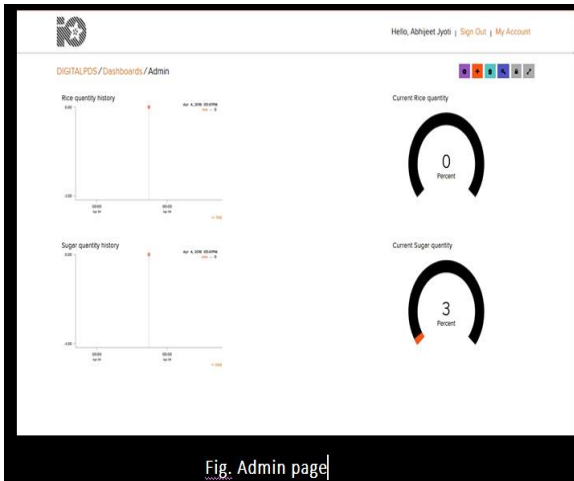 iO
Hello, Abhijeet Jyoti | Sign Out | My Account
DIGITALPDS/Dashboards/Admin
Rice quantity history
Current Rice quantity
0
Percent
Sugar quantity history
Current Sugar quantity
3
Percent
Fig. Admin page